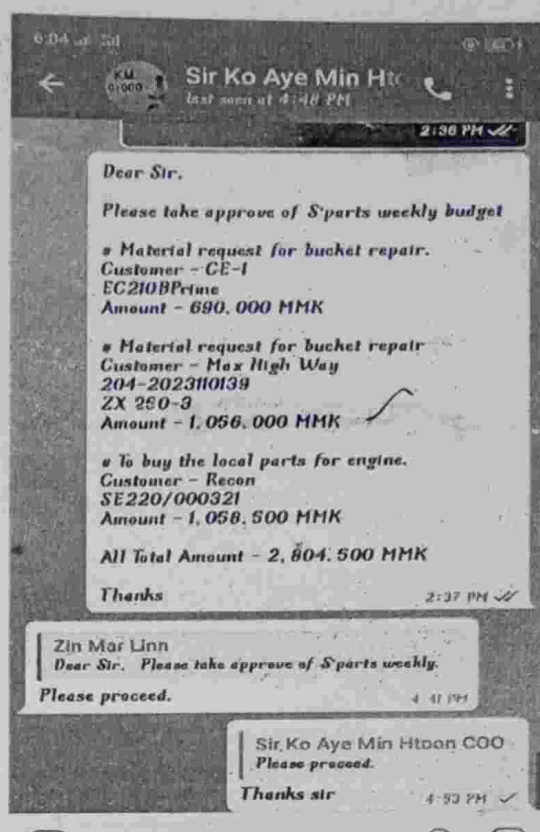 6:04
Sir Ko Aye Min Hto
last seen at 4:48 PM
2:36 PM
Dear Sir,
Please take approve of S'parts weekly budget
# Material request for bucket repair.
Customer - CE-1
EC210BPrime
Amount - 690,000 MMK
# Material request for bucket repair
Customer - Max High Way
204-2023110139
ZX 260-3
Amount - 1,056,000 MMK
# To buy the local parts for engine.
Customer - Recon
SE220/000321
Amount - 1,058,500 MMK
All Total Amount - 2,804,500 MMK
Thanks
2:37 PM
Zin Mar Linn
Dear Sir, Please take approve of S'parts weekly.
Please proceed.
4:41 PM
Sir Ko Aye Min Htoon COO
Please proceed.
Thanks sir
4:53 PM